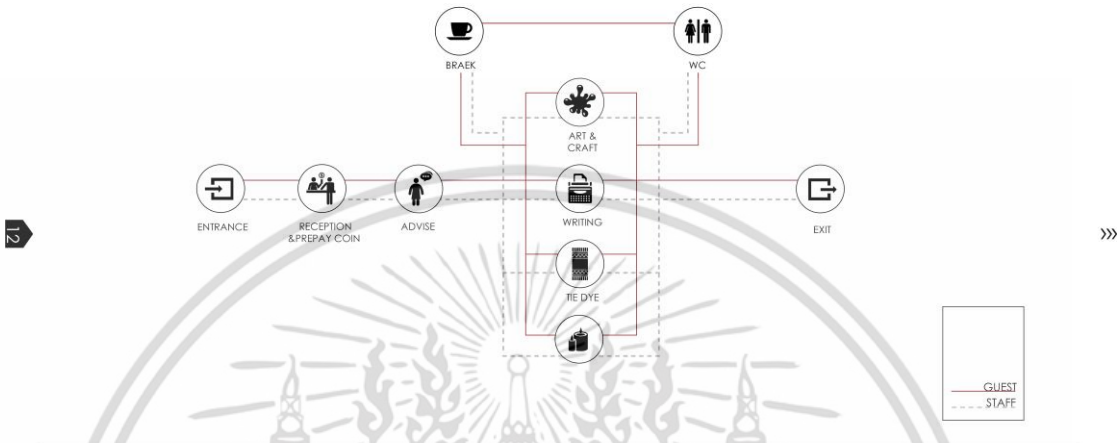 BRAEK
WC
ART &
CRAFT
ENTRANCE
RECEPTION
&PREPAY COIN
ADVISE
WRITING
EXIT
12
»»
TIE DYE
GUEST
STAFF